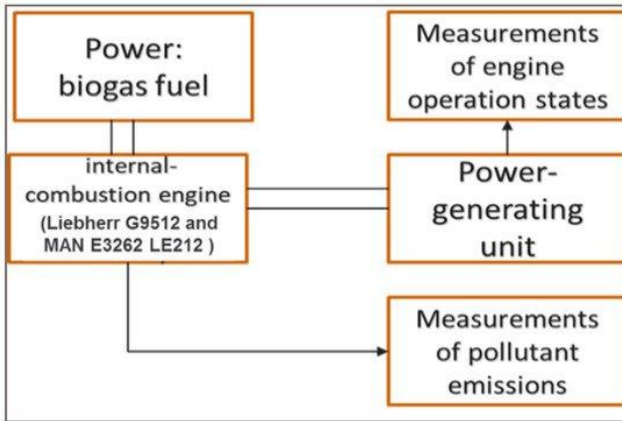 Power:
biogas fuel
Measurements
of engine
operation states
internal-
combustion engine
(Liebherr G9512 and
MAN E3262 LE212 )
Power-
generating
unit
Measurements
of pollutant
emissions